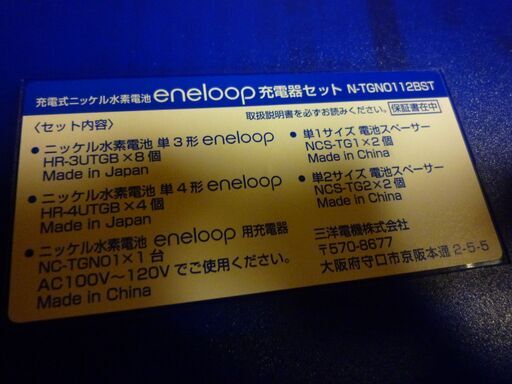 充電式ニッケル水素電池 eneloop 充電器セット N-TGN0112BST
取扱説明書を必ずお読みください。 保証書在中
〈セット内容〉
● ニッケル水素電池 単3形 eneloop
HR-3UTGB×8個
Made in Japan
● ニッケル水素電池 単4形 eneloop
HR-4UTGB×4個
Made in Japan
● ニッケル水素電池 eneloop 用充電器
NC-TGN01×1台
AC100V～120Vでご使用ください。
Made in China
● 単1サイズ 電池スペーサー
NCS-TG1×2個
Made in China
● 単2サイズ 電池スペーサー
NCS-TG2×2個
Made in China
三洋電機株式会社
〒570-8677
大阪府守口市京阪本通2-5-5